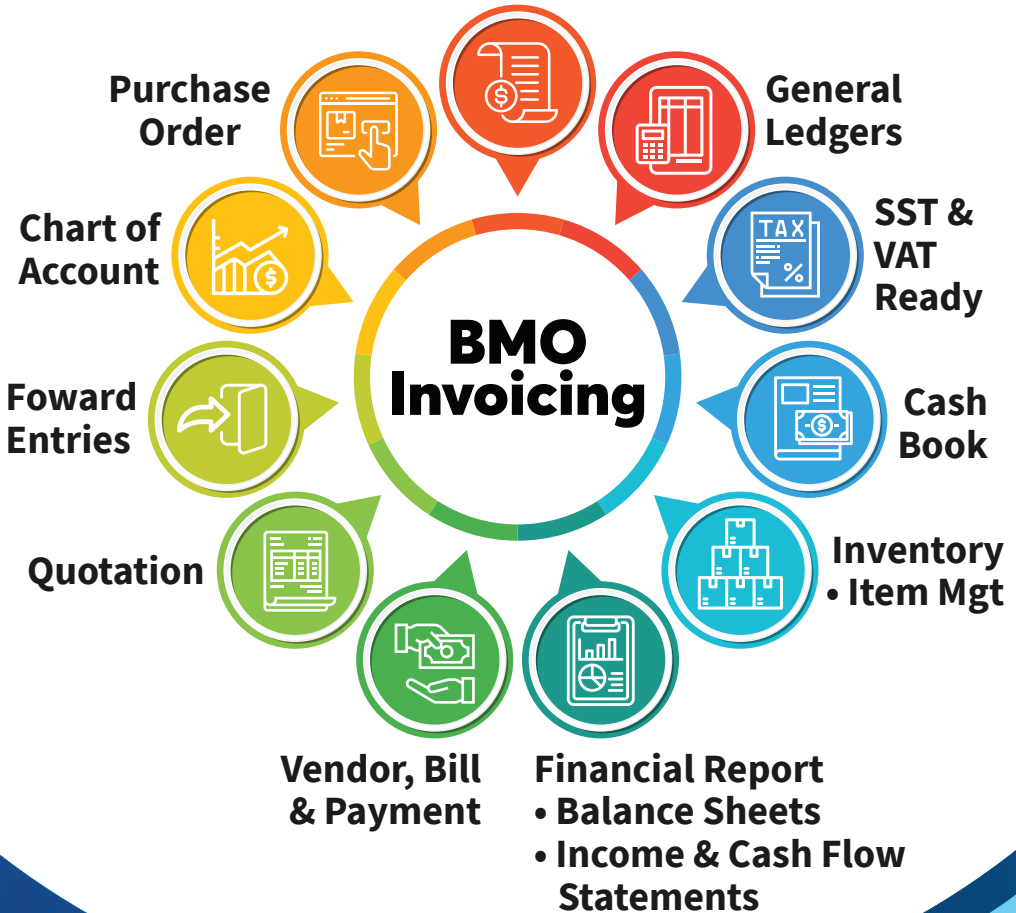 Purchase
Order
General
Ledgers
Chart of
Account
SST &
VAT
Ready
TAX
%
BMO
Invoicing
Foward
Entries
Cash
Book
Quotation
Inventory
• Item Mgt
Vendor, Bill
& Payment
Financial Report
• Balance Sheets
• Income & Cash Flow
Statements